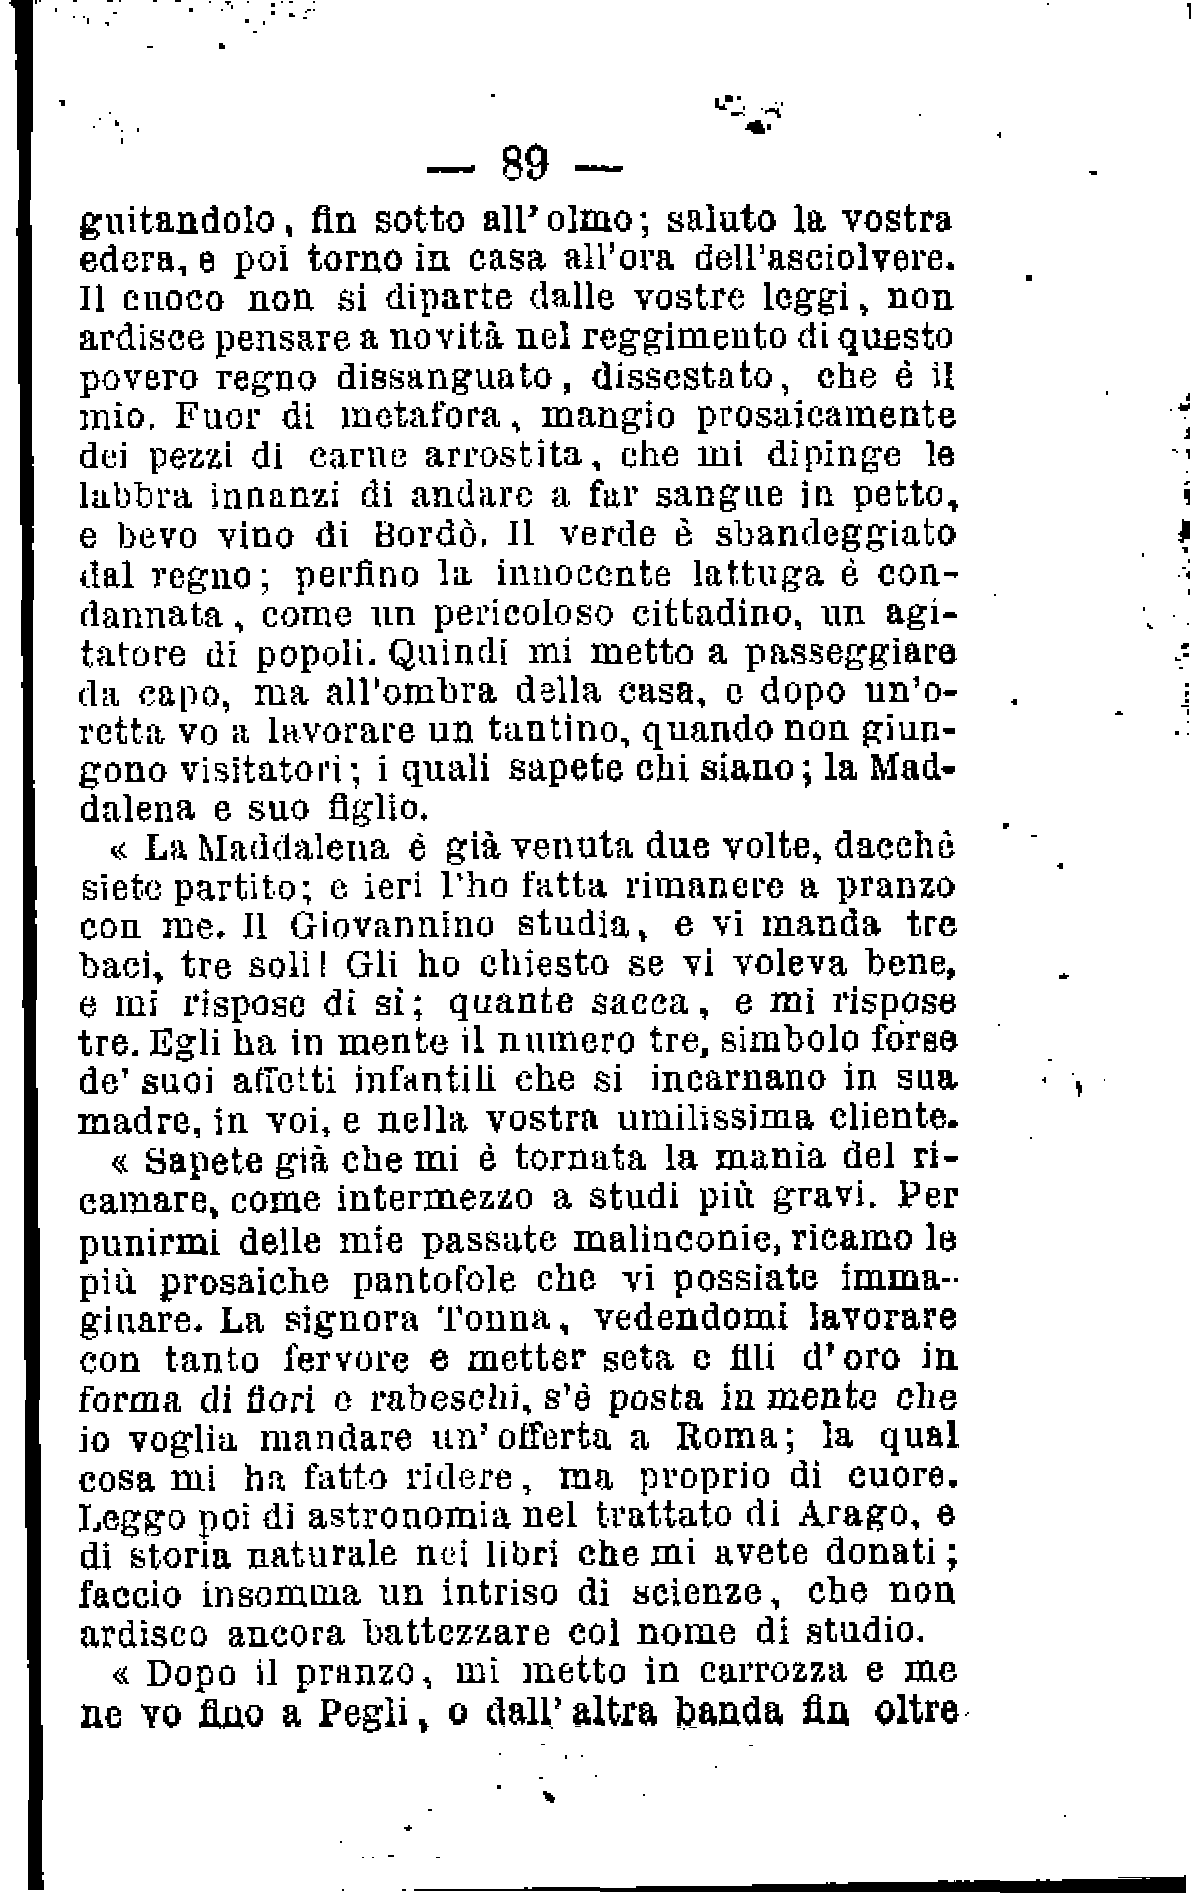 — 89 —
guitandolo, fin sotto all' olmo; saluto la vostra
edera, e poi torno in casa all'ora dell'asciolvere.
Il cuoco non si diparte dalle vostre leggi, non
ardisce pensare a novità nel reggimento di questo
povero regno dissanguato, dissestato, che è il
mio. Fuor di metafora, mangio prosaicamente
dei pezzi di carne arrostita, che mi dipinge le
labbra innanzi di andare a far sangue in petto,
e bevo vino di Bordò. Il verde è sbandeggiato
dal regno; perfino la innocente lattuga è con-
dannata, come un pericoloso cittadino, un agi-
tatore di popoli. Quindi mi metto a passeggiare
da capo, ma all'ombra della casa, e dopo un'o-
retta vo a lavorare un tantino, quando non giun-
gono visitatori; i quali sapete chi siano; la Mad-
dalena e suo figlio.
« La Maddalena è già venuta due volte, dacchè
siete partito; e ieri l'ho fatta rimanere a pranzo
con me. Il Giovannino studia, e vi manda tre
baci, tre soli! Gli ho chiesto se vi voleva bene,
e mi rispose di sì; quante sacca, e mi rispose
tre. Egli ha in mente il numero tre, simbolo forse
de' suoi affetti infantili che si incarnano in sua
madre, in voi, e nella vostra umilissima cliente.
« Sapete già che mi è tornata la manìa del ri-
camare, come intermezzo a studi più gravi. Per
punirmi delle mie passate malinconie, ricamo le
più prosaiche pantofole che vi possiate imma-
ginare. La signora Tonna, vedendomi lavorare
con tanto fervore e metter seta e fili d'oro in
forma di fiori e rabeschi, s'è posta in mente che
io voglia mandare un' offerta a Roma; la qual
cosa mi ha fatto ridere, ma proprio di cuore.
Leggo poi di astronomia nel trattato di Arago, e
di storia naturale nei libri che mi avete donati;
faccio insomma un intriso di scienze, che non
ardisco ancora battezzare col nome di studio.
« Dopo il pranzo, mi metto in carrozza e me
ne vo fino a Pegli, o dall' altra banda fin oltre